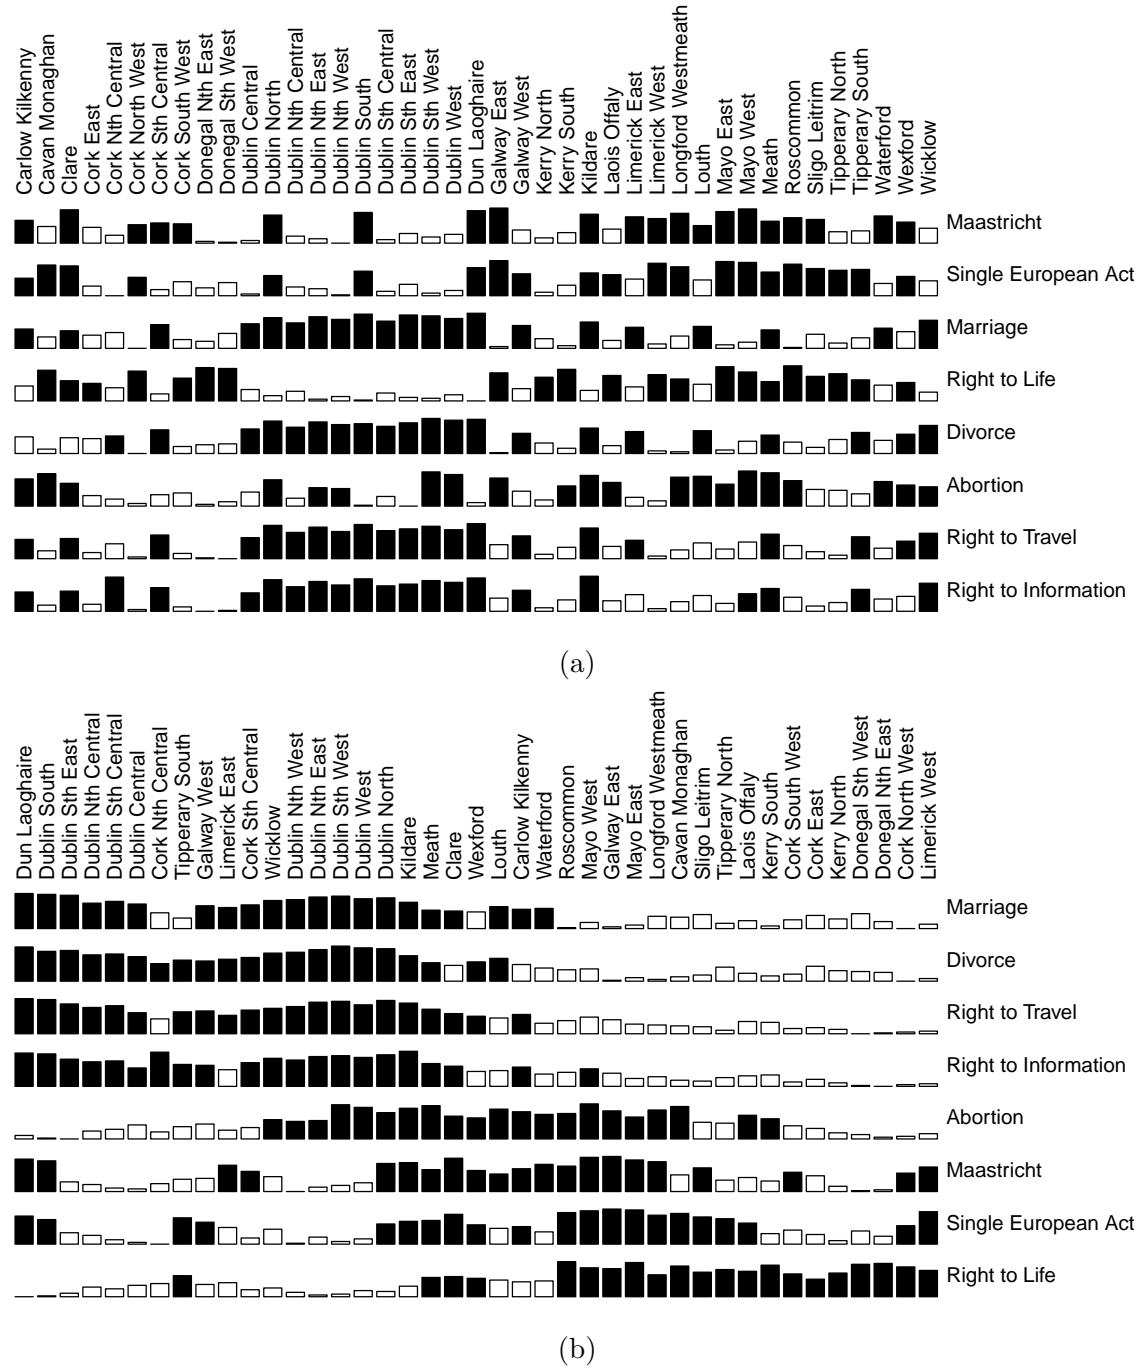 Carlow Kilkenny
Cavan Monaghan
Clare
Cork East
Cork Nth Central
Cork North West
Cork Sth Central
Cork South West
Donegal Nth East
Donegal Sth West
Dublin Central
Dublin North
Dublin Nth Central
Dublin Nth East
Dublin Nth West
Dublin South
Dublin Sth Central
Dublin Sth East
Dublin Sth West
Dublin West
Dun Laoghaire
Galway East
Galway West
Kerry North
Kerry South
Kildare
Laois Offaly
Limerick East
Limerick West
Longford Westmeath
Louth
Mayo East
Mayo West
Meath
Roscommon
Sligo Leitrim
Tipperary North
Tipperary South
Waterford
Wexford
Wicklow
Maastricht
Single European Act
Marriage
Right to Life
Divorce
Abortion
Right to Travel
Right to Information
(a)
Dun Laoghaire
Dublin South
Dublin Sth East
Dublin Nth Central
Dublin Sth Central
Dublin Central
Cork Nth Central
Tipperary South
Galway West
Limerick East
Cork Sth Central
Wicklow
Dublin Nth West
Dublin Nth East
Dublin Sth West
Dublin West
Dublin North
Kildare
Meath
Clare
Wexford
Louth
Carlow Kilkenny
Waterford
Roscommon
Mayo West
Galway East
Mayo East
Longford Westmeath
Cavan Monaghan
Sligo Leitrim
Tipperary North
Laois Offaly
Kerry South
Cork South West
Cork East
Kerry North
Donegal Sth West
Donegal Nth East
Cork North West
Limerick West
Marriage
Divorce
Right to Travel
Right to Information
Abortion
Maastricht
Single European Act
Right to Life
(b)